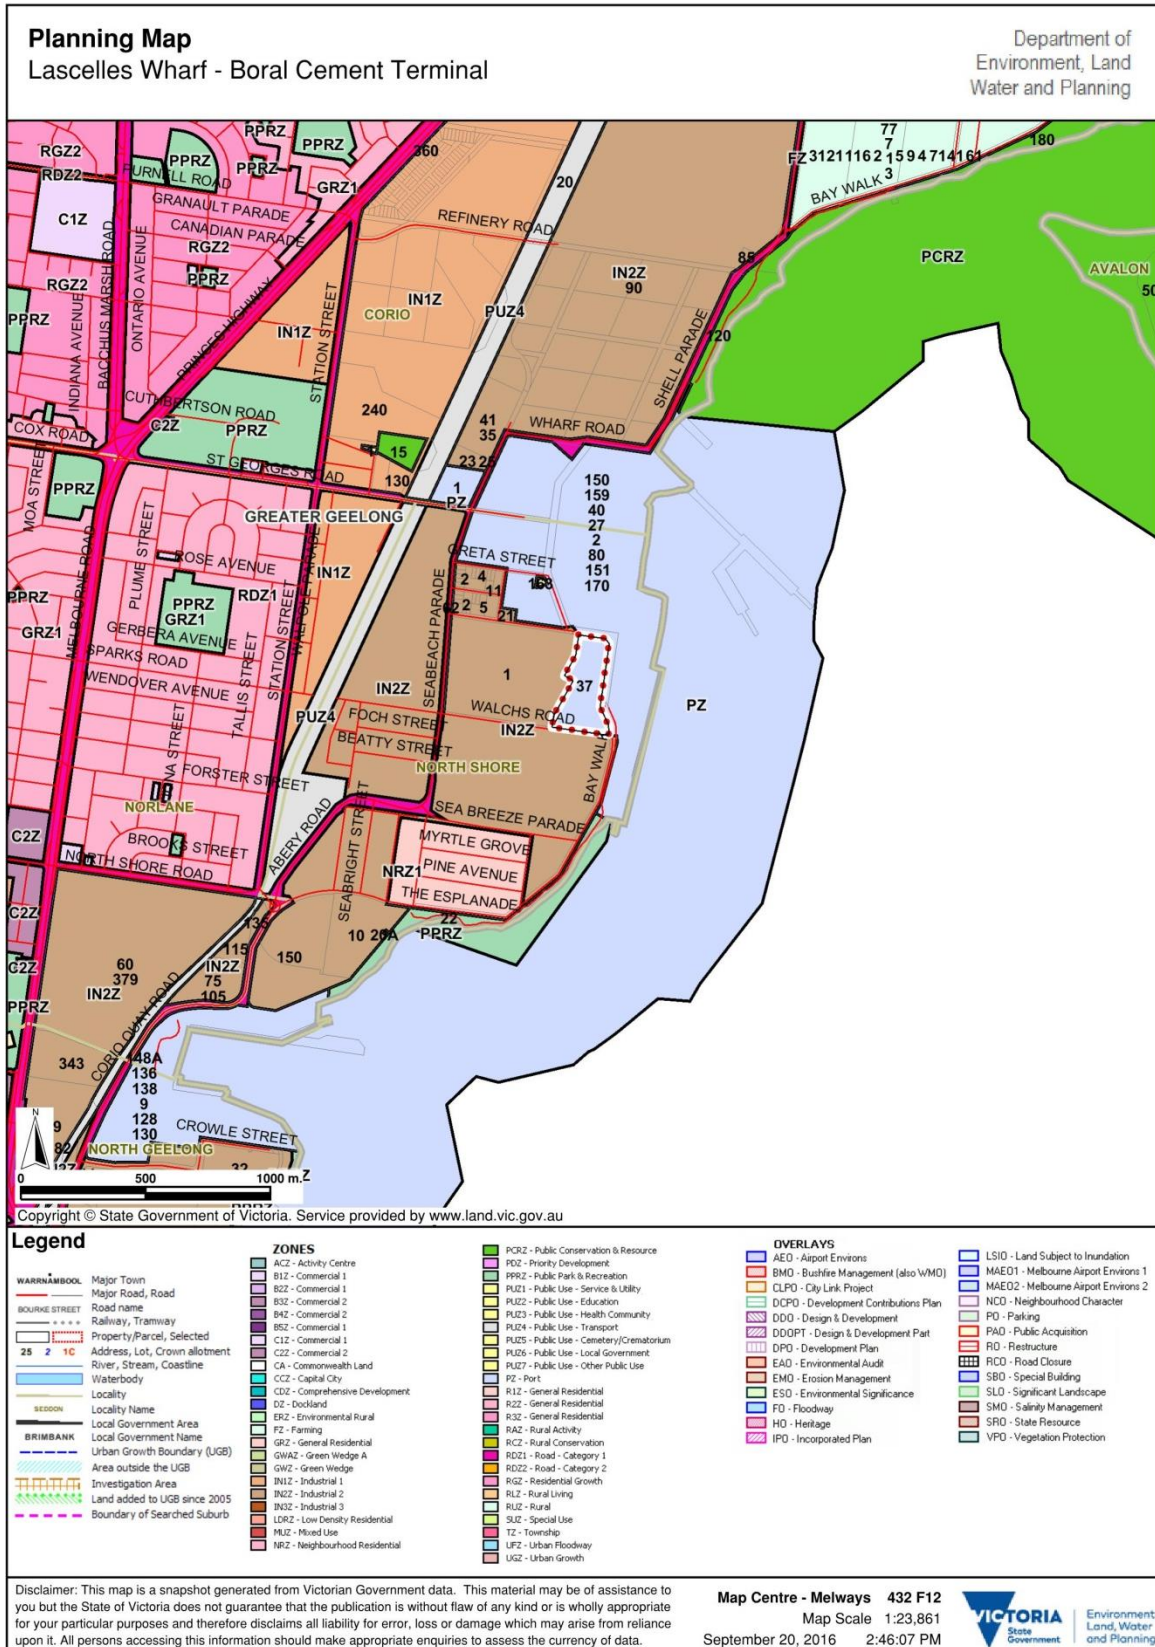 Planning Map
Lascelles Wharf - Boral Cement Terminal
Department of
Environment, Land
Water and Planning
RGZ2
RDZ2
PPRZ
PPRZ
PPRZ
PPRZ
PURNELL ROAD
GRZ1
360
20
FZ
77
7
3121116 2 1 5 9 4 7141 61
3
180
BAY WALK
C1Z
GRANAULT PARADE
CANADIAN PARADE
RGZ2
REFINERY ROAD
RGZ2
PPRZ
PPRZ
INDIANA AVENUE
BACCHUS MARSH ROAD
ONTARIO AVENUE
PRINCES HIGHWAY
STATION STREET
IN1Z
CORIO
IN1Z
PUZ4
IN2Z
90
85
PCRZ
AVALON
50
SHELL PARADE
120
CUTHBERTSON ROAD
C2Z
PPRZ
COX ROAD
240
15
41
35
WHARF ROAD
ST GEORGES ROAD
130
23 25
1
PZ
MOA STREET
PPRZ
GREATER GEELONG
150
159
40
27
2
80
151
170
MELBOURNE ROAD
PLUME STREET
ROSE AVENUE
RDZ1
IN1Z
WALPOLE PARADE
STATION STREET
GRETA STREET
168
2 4
11
62 2 5
21
PPRZ
GRZ1
PPRZ
GRZ1
GERBERA AVENUE
SPARKS ROAD
WENDOVER AVENUE
TALLIS STREET
SEABEACH PARADE
IN2Z
1
37
WALCHS ROAD
IN2Z
PZ
PUZ4
FOCH STREET
BEATTY STREET
NORTH SHORE
FORSTER STREET
NORLANE
BAY WALK
ABERY ROAD
SEABRIGHT STREET
SEA BREEZE PARADE
C2Z
BROOKS STREET
NORTH SHORE ROAD
MYRTLE GROVE
NRZ1
PINE AVENUE
THE ESPLANADE
22
PPRZ
C2Z
135
10 20A
115
150
IN2Z
75
105
60
379
IN2Z
C2Z
PPRZ
CORIO QUAY ROAD
343
48A
136
138
9
128
130
CROWLE STREET
NORTH GEELONG
32
N
0 500 1000 m.
Copyright © State Government of Victoria. Service provided by www.land.vic.gov.au
Legend
WARRNAMBOOL Major Town
Major Road, Road
BOURKE STREET Road name
Railway, Tramway
Property/Parcel, Selected
25 2 1C Address, Lot, Crown allotment
River, Stream, Coastline
Waterbody
Locality
SEDDON Locality Name
Local Government Area
BRIMBANK Local Government Name
Urban Growth Boundary (UGB)
Area outside the UGB
Investigation Area
Land added to UGB since 2005
Boundary of Searched Suburb
ZONES
ACZ - Activity Centre
B1Z - Commercial 1
B2Z - Commercial 1
B3Z - Commercial 2
B4Z - Commercial 2
B5Z - Commercial 1
C1Z - Commercial 1
C2Z - Commercial 2
CA - Commonwealth Land
CCZ - Capital City
CDZ - Comprehensive Development
DZ - Dockland
ERZ - Environmental Rural
FZ - Farming
GRZ - General Residential
GWAZ - Green Wedge A
GWZ - Green Wedge
IN1Z - Industrial 1
IN2Z - Industrial 2
IN3Z - Industrial 3
LDRZ - Low Density Residential
MUZ - Mixed Use
NRZ - Neighbourhood Residential
PCRZ - Public Conservation & Resource
PDZ - Priority Development
PPRZ - Public Park & Recreation
PUZ1 - Public Use - Service & Utility
PUZ2 - Public Use - Education
PUZ3 - Public Use - Health Community
PUZ4 - Public Use - Transport
PUZ5 - Public Use - Cemetery/Crematorium
PUZ6 - Public Use - Local Government
PUZ7 - Public Use - Other Public Use
PZ - Port
R1Z - General Residential
R2Z - General Residential
R3Z - General Residential
RAZ - Rural Activity
RCZ - Rural Conservation
RDZ1 - Road - Category 1
RDZ2 - Road - Category 2
RGZ - Residential Growth
RLZ - Rural Living
RUZ - Rural
SUZ - Special Use
TZ - Township
UFZ - Urban Floodway
UGZ - Urban Growth
OVERLAYS
AEO - Airport Environs
BMO - Bushfire Management (also WMO)
CLPO - City Link Project
DCPO - Development Contributions Plan
DDO - Design & Development
DDOPT - Design & Development Part
DPO - Development Plan
EAO - Environmental Audit
EMO - Erosion Management
ESO - Environmental Significance
FO - Floodway
HO - Heritage
IPO - Incorporated Plan
LSIO - Land Subject to Inundation
MAEO1 - Melbourne Airport Environs 1
MAEO2 - Melbourne Airport Environs 2
NCO - Neighbourhood Character
PO - Parking
PAO - Public Acquisition
RO - Restructure
RCO - Road Closure
SBO - Special Building
SLO - Significant Landscape
SMO - Salinity Management
SRO - State Resource
VPO - Vegetation Protection
Disclaimer: This map is a snapshot generated from Victorian Government data. This material may be of assistance to
you but the State of Victoria does not guarantee that the publication is without flaw of any kind or is wholly appropriate
for your particular purposes and therefore disclaims all liability for error, loss or damage which may arise from reliance
upon it. All persons accessing this information should make appropriate enquiries to assess the currency of data.
Map Centre - Melways 432 F12
Map Scale 1:23,861
September 20, 2016 2:46:07 PM
VICTORIA
State
Government
Environment,
Land, Water
and Planning